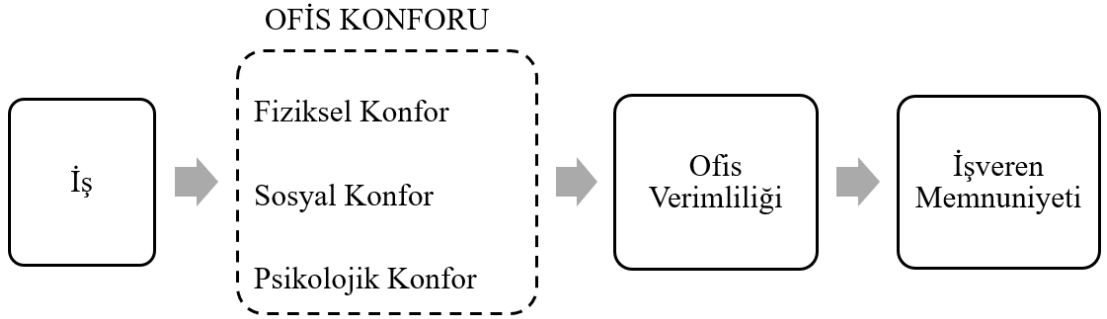 OFİS KONFORU
İş
Fiziksel Konfor
Sosyal Konfor
Psikolojik Konfor
Ofis
Verimliliği
İşveren
Memnuniyeti